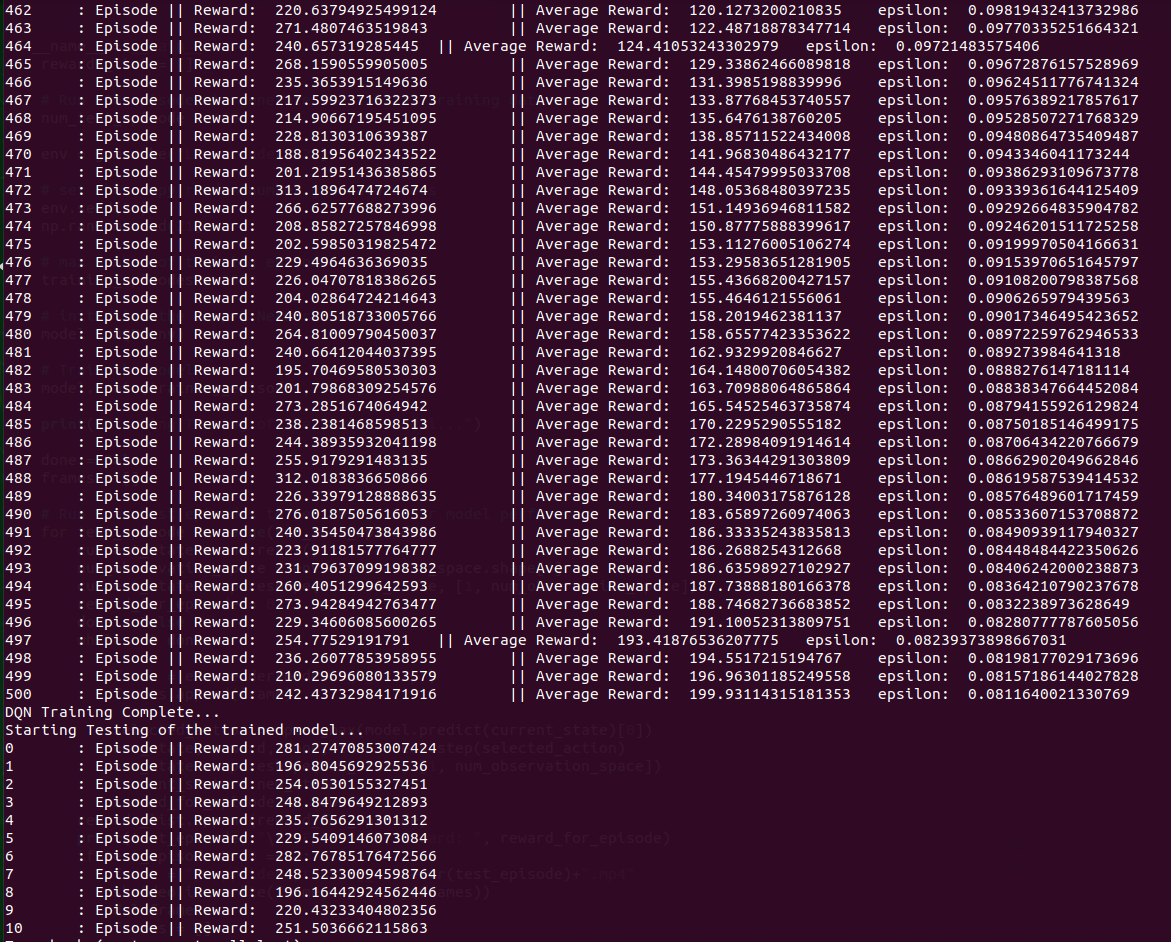 462 : Episode || Reward: 220.63794925499124 || Average Reward: 120.1273200210835 epsilon: 0.09819432413732986
463 : Episode || Reward: 271.4807463519843 || Average Reward: 122.48718878347714 epsilon: 0.09770335251664321
464 : Episode || Reward: 240.657319285445 || Average Reward: 124.41053243302979 epsilon: 0.09721483575406
465 : Episode || Reward: 268.1590559905005 || Average Reward: 129.33862466089818 epsilon: 0.09672876157528969
466 : Episode || Reward: 235.3653915149636 || Average Reward: 131.3985198839996 epsilon: 0.09624511776741324
467 : Episode || Reward: 217.59923716322373 || Average Reward: 133.87768453740557 epsilon: 0.09576389217857617
468 : Episode || Reward: 214.90667195451095 || Average Reward: 135.6476138760205 epsilon: 0.09528507271768329
469 : Episode || Reward: 228.8130310639387 || Average Reward: 138.85711522434008 epsilon: 0.09480864735409487
470 : Episode || Reward: 188.81956402343522 || Average Reward: 141.96830486432177 epsilon: 0.0943346041173244
471 : Episode || Reward: 201.21951436385865 || Average Reward: 144.45479995033708 epsilon: 0.09386293109673778
472 : Episode || Reward: 313.1896474724674 || Average Reward: 148.05368480397235 epsilon: 0.09339361644125409
473 : Episode || Reward: 266.62577688273996 || Average Reward: 151.14936946811582 epsilon: 0.09292664835904782
474 : Episode || Reward: 208.85827257846998 || Average Reward: 150.87775888399617 epsilon: 0.09246201511725258
475 : Episode || Reward: 202.59850319825472 || Average Reward: 153.11276005106274 epsilon: 0.09199970504166631
476 : Episode || Reward: 229.4964636369035 || Average Reward: 153.29583651281905 epsilon: 0.09153970651645797
477 : Episode || Reward: 226.04707818386265 || Average Reward: 155.43668200427157 epsilon: 0.09108200798387568
478 : Episode || Reward: 204.02864724214643 || Average Reward: 155.4646121556061 epsilon: 0.0906265979439563
479 : Episode || Reward: 240.80518733005766 || Average Reward: 158.2019462381137 epsilon: 0.09017346495423652
480 : Episode || Reward: 264.81009790450037 || Average Reward: 158.65577423353622 epsilon: 0.08972259762946533
481 : Episode || Reward: 240.66412044037395 || Average Reward: 162.9329920846627 epsilon: 0.089273984641318
482 : Episode || Reward: 195.70469580530303 || Average Reward: 164.14800706054382 epsilon: 0.0888276147181114
483 : Episode || Reward: 201.79868309254576 || Average Reward: 163.70988064865864 epsilon: 0.08838347664452084
484 : Episode || Reward: 273.2851674064942 || Average Reward: 165.54525463735874 epsilon: 0.08794155926129824
485 : Episode || Reward: 238.2381468598513 || Average Reward: 170.2295290555182 epsilon: 0.08750185146499175
486 : Episode || Reward: 244.38935932041198 || Average Reward: 172.28984091914614 epsilon: 0.08706434220766679
487 : Episode || Reward: 255.9179291483135 || Average Reward: 173.36344291303809 epsilon: 0.08662902049662846
488 : Episode || Reward: 312.0183836650866 || Average Reward: 177.1945446718671 epsilon: 0.08619587539414532
489 : Episode || Reward: 226.33979128888635 || Average Reward: 180.34003175876128 epsilon: 0.08576489601717459
490 : Episode || Reward: 276.0187505616053 || Average Reward: 183.65897260974063 epsilon: 0.08533607153708872
491 : Episode || Reward: 240.35450473843986 || Average Reward: 186.33335243835813 epsilon: 0.08490939117940327
492 : Episode || Reward: 223.91181577764777 || Average Reward: 186.2688254312668 epsilon: 0.08448484422350626
493 : Episode || Reward: 231.79637099198382 || Average Reward: 186.63598927102927 epsilon: 0.08406242000238873
494 : Episode || Reward: 260.4051299642593 || Average Reward: 187.73888180166378 epsilon: 0.08364210790237678
495 : Episode || Reward: 273.94284942763477 || Average Reward: 188.74682736683852 epsilon: 0.0832238973628649
496 : Episode || Reward: 229.34606085600265 || Average Reward: 191.10052313809751 epsilon: 0.08280777787605056
497 : Episode || Reward: 254.77529191791 || Average Reward: 193.41876536207775 epsilon: 0.08239373898667031
498 : Episode || Reward: 236.26077853958955 || Average Reward: 194.5517215194767 epsilon: 0.08198177029173696
499 : Episode || Reward: 210.29696080133579 || Average Reward: 196.96301185249558 epsilon: 0.08157186144027828
500 : Episode || Reward: 242.43732984171916 || Average Reward: 199.93114315181353 epsilon: 0.0811640021330769
DQN Training Complete...
Starting Testing of the trained model...
0 : Episode || Reward: 281.27470853007424
1 : Episode || Reward: 196.8045692925536
2 : Episode || Reward: 254.0530155327451
3 : Episode || Reward: 248.8479649212893
4 : Episode || Reward: 235.7656291301312
5 : Episode || Reward: 229.5409146073084
6 : Episode || Reward: 282.76785176472566
7 : Episode || Reward: 248.52330094598764
8 : Episode || Reward: 196.16442924562446
9 : Episode || Reward: 220.43233404802356
10 : Episode || Reward: 251.5036662115863